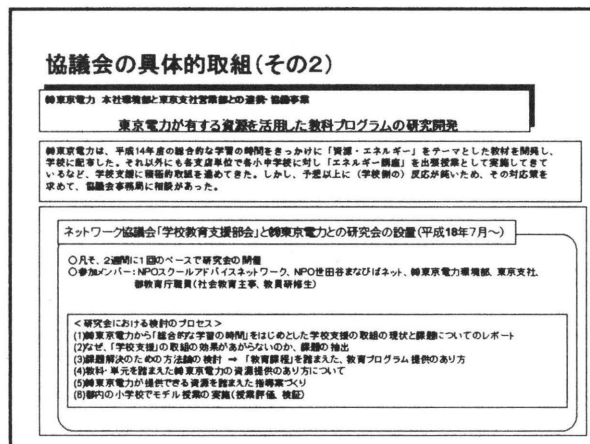 協議会の具体的取組(その2)
㈱東京電力 本社環境部と東京支社営業部との連携・協議事業
東京電力が有する資源を活用した教科プログラムの研究開発
㈱東京電力は、平成14年度の総合的な学習の時間をきっかけに「資源・エネルギー」をテーマとした教材を開発し、
学校に配布した。それ以外にも各支店単位で各小中学校に対し「エネルギー講座」を出張授業として実施してきて
いるなど、学校支援に積極的取組を進めてきた。しかし、予想以上に(学校側の)反応が鈍いため、その対応策を
求めて、協議会事務局に相談があった。
ネットワーク協議会「学校教育支援部会」と㈱東京電力との研究会の設置(平成18年7月~)
○凡そ、2週間に1回のペースで研究会の開催
○参加メンバー:NPOスクールアドバイスネットワーク、NPO世田谷まなびばネット、㈱東京電力環境部、東京支社、
都教育庁職員(社会教育主事、教員研修生)
<研究会における検討のプロセス>
(1)㈱東京電力から「総合的な学習の時間」をはじめとした学校支援の取組の現状と課題についてのレポート
(2)なぜ、「学校支援」の取組の効果があがらないのか、課題の抽出
(3)課題解決のための方法論の検討 ⇒ 「教育課程」を踏まえた、教育プログラム提供のあり方
(4)教科・単元を踏まえた㈱東京電力の資源提供のあり方について
(5)㈱東京電力が提供できる資源を踏まえた指導案づくり
(6)都内の小学校でモデル授業の実施(授業評価、検証)